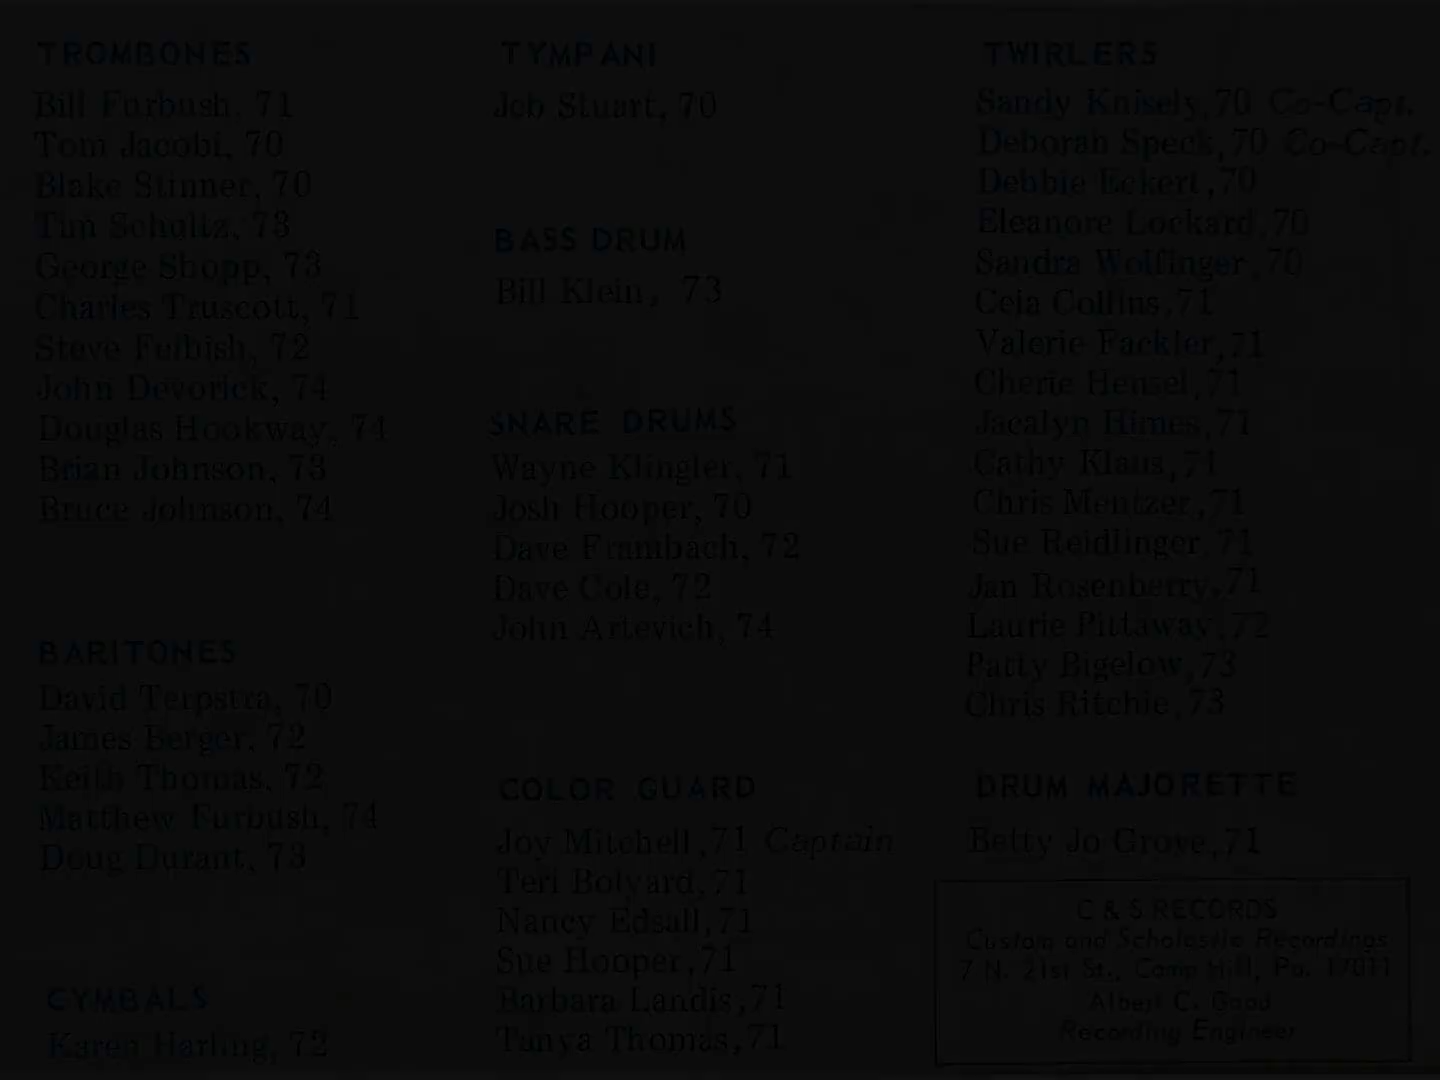 TROMBONES
Bill Furbush, 71
Tom Jacobi, 70
Blake Stinner, 70
Tim Schultz, 73
George Shopp, 73
Charles Truscott, 71
Steve Feibish, 72
John Devorick, 74
Douglas Hookway, 74
Brian Johnson, 73
Bruce Johnson, 74
BARITONES
David Terpstra, 70
James Berger, 72
Keith Thomas, 72
Matthew Furbush, 74
Doug Durant, 73
CYMBALS
Karen Harling, 72
TYMPANI
Job Stuart, 70
BASS DRUM
Bill Klein, 73
SNARE DRUMS
Wayne Klingler, 71
Josh Hooper, 70
Dave Frambach, 72
Dave Cole, 72
John Artevich, 74
COLOR GUARD
Joy Mitchell, 71 Captain
Teri Bolyard, 71
Nancy Edsall, 71
Sue Hooper, 71
Barbara Landis, 71
Tanya Thomas, 71
TWIRLERS
Sandy Knisely, 70 Co-Capt.
Deborah Speck, 70 Co-Capt.
Debbie Eckert, 70
Eleanore Lockard, 70
Sandra Wolfinger, 70
Ceia Collins, 71
Valerie Fackler, 71
Cherie Hensel, 71
Jacalyn Himes, 71
Cathy Klaus, 71
Chris Mentzer, 71
Sue Reidlinger, 71
Jan Rosenberry, 71
Laurie Pittaway, 72
Patty Bigelow, 73
Chris Ritchie, 73
DRUM MAJORETTE
Betty Jo Grove, 71
C & S RECORDS
Custom and Scholastic Recordings
7 N. 21st St., Camp Hill, Pa. 17011
Albert C. Good
Recording Engineer